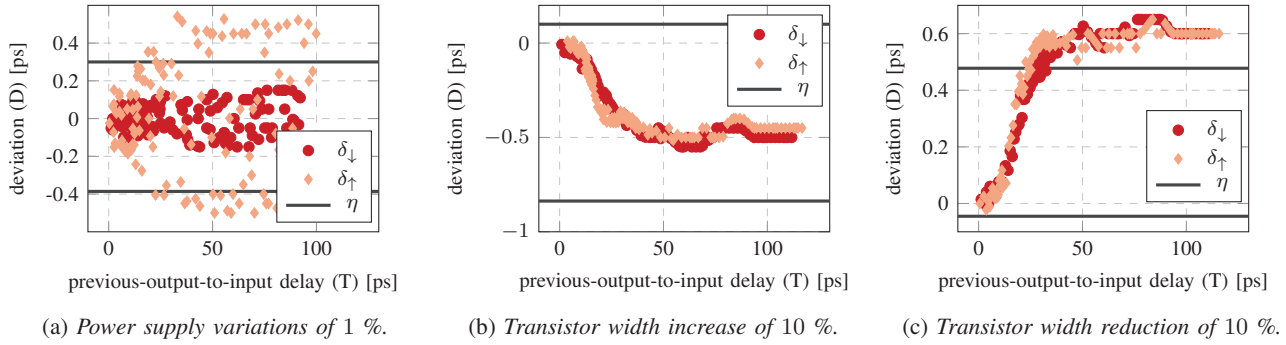 deviation (D) [ps]
0.4
0.2
0
-0.2
-0.4
0
50
100
δ↓
δ↑
η
previous-output-to-input delay (T) [ps]
(a) Power supply variations of 1 %.
deviation (D) [ps]
0
−0.5
−1
0
50
100
δ↓
δ↑
η
previous-output-to-input delay (T) [ps]
(b) Transistor width increase of 10 %.
deviation (D) [ps]
0.6
0.4
0.2
0
0
50
100
δ↓
δ↑
η
previous-output-to-input delay (T) [ps]
(c) Transistor width reduction of 10 %.